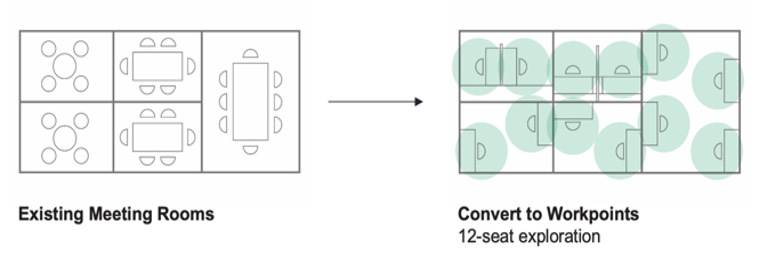 Existing Meeting Rooms
Convert to Workpoints
12-seat exploration